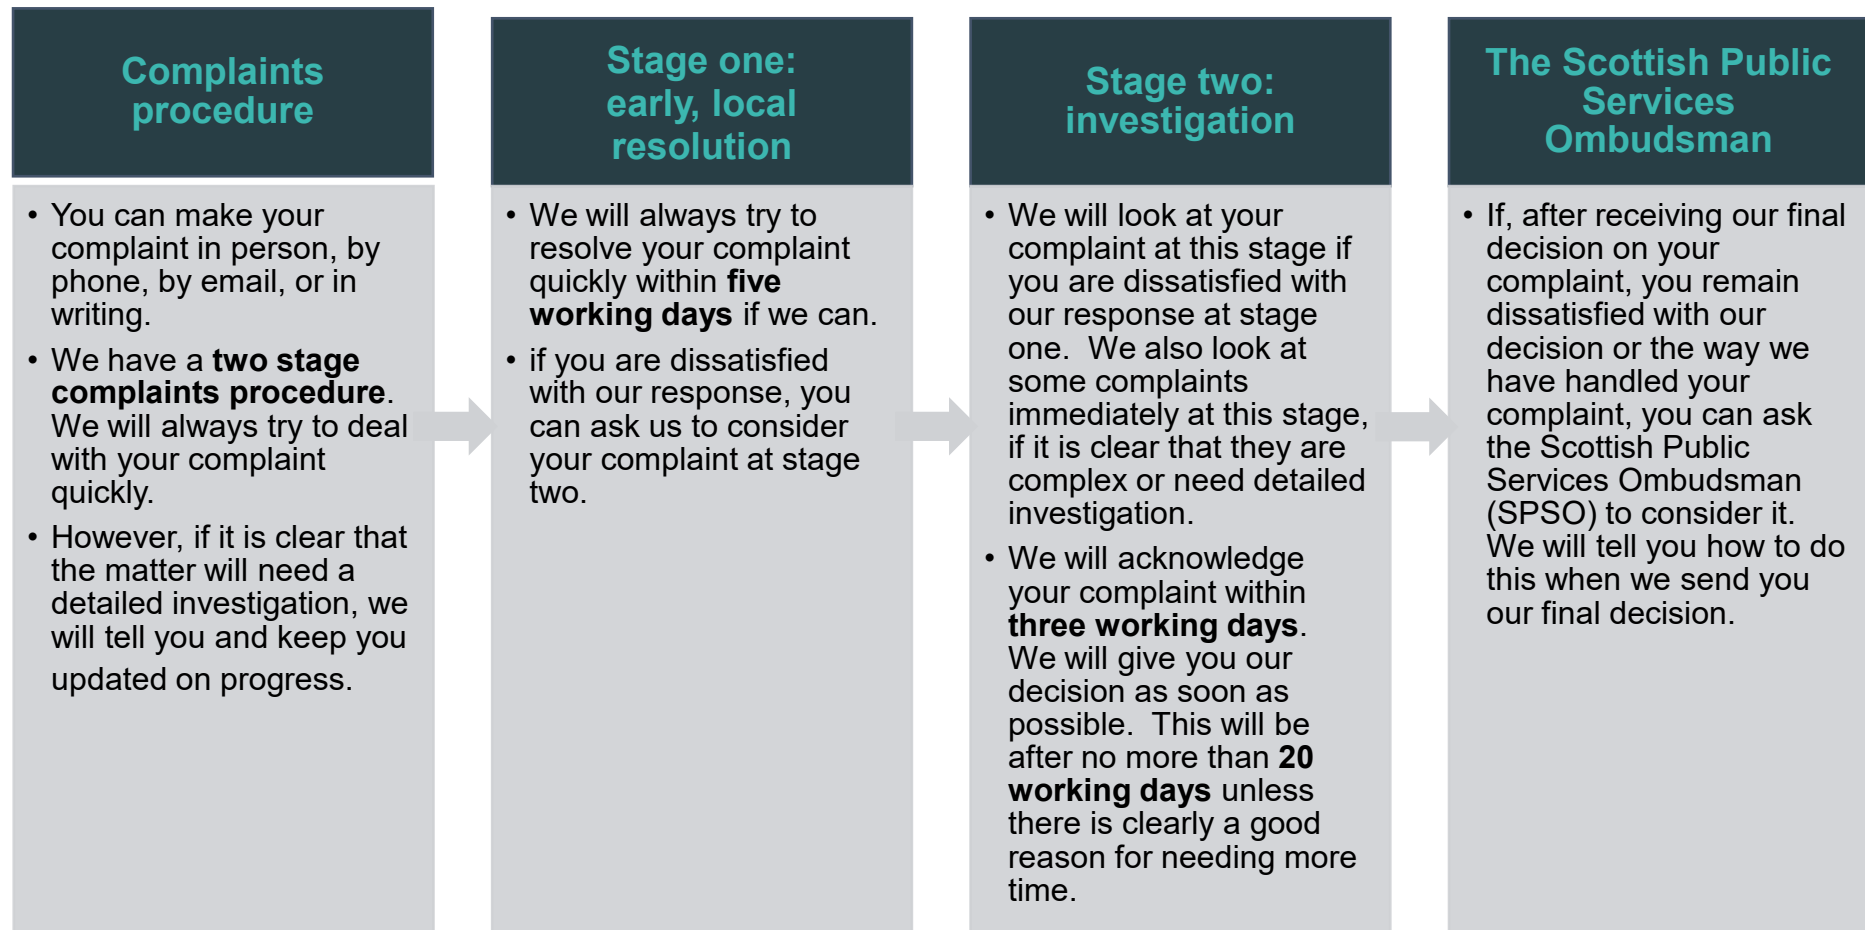 Complaints
procedure
• You can make your
complaint in person, by
phone, by email, or in
writing.
• We have a two stage
complaints procedure.
We will always try to deal
with your complaint
quickly.
• However, if it is clear that
the matter will need a
detailed investigation, we
will tell you and keep you
updated on progress.
Stage one:
early, local
resolution
• We will always try to
resolve your complaint
quickly within five
working days if we can.
• if you are dissatisfied
with our response, you
can ask us to consider
your complaint at stage
two.
Stage two:
investigation
• We will look at your
complaint at this stage if
you are dissatisfied with
our response at stage
one.  We also look at
some complaints
immediately at this stage,
if it is clear that they are
complex or need detailed
investigation.
• We will acknowledge
your complaint within
three working days.
We will give you our
decision as soon as
possible.  This will be
after no more than 20
working days unless
there is clearly a good
reason for needing more
time.
The Scottish Public
Services
Ombudsman
• If, after receiving our final
decision on your
complaint, you remain
dissatisfied with our
decision or the way we
have handled your
complaint, you can ask
the Scottish Public
Services Ombudsman
(SPSO) to consider it.
We will tell you how to do
this when we send you
our final decision.